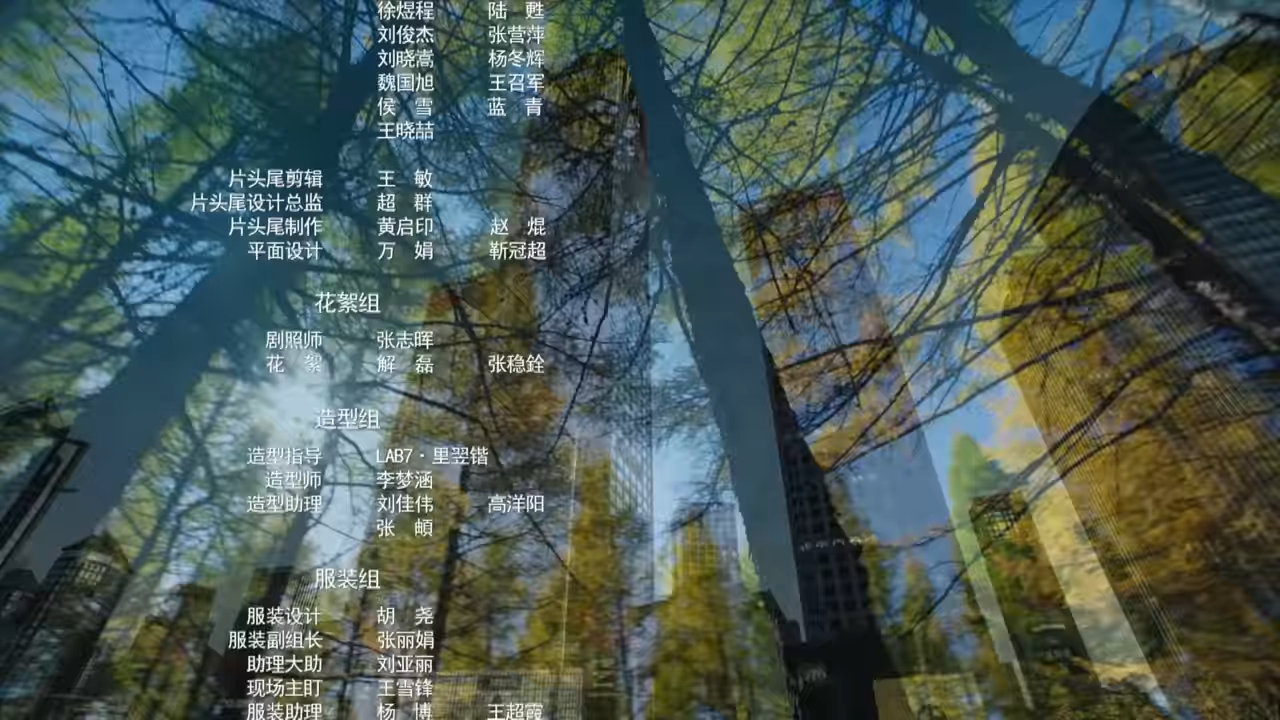 徐煜程 陆 甦
刘俊杰 张营萍
刘晓嵩 杨冬辉
魏国旭 王召军
侯 雪 蓝 青
王晓喆
片头尾剪辑 王 敏
片头尾设计总监 超 群
片头尾制作 黄启印 赵 焜
平面设计 万 娟 靳冠超
花絮组
剧照师 张志晖
花 絮 解 磊 张稳銓
造型组
造型指导 LAB7·里翌锴
造型师 李梦涵
造型助理 刘佳伟 高洋阳
张 頔
服装组
服装设计 胡 尧
服装副组长 张丽娟
助理大助 刘亚丽
现场主盯 王雪锋
服装助理 杨 博 王超霞